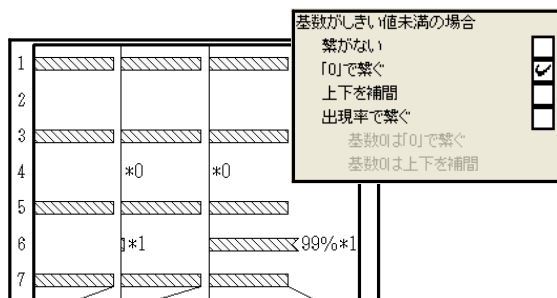 基数がしきい値未満の場合
繋がない
「0」で繋ぐ
上下を補間
出現率で繋ぐ
基数0は「0」で繋ぐ
基数0は上下を補間
1
2
3
4 *0 *0
5
6 *1 99%*1
7